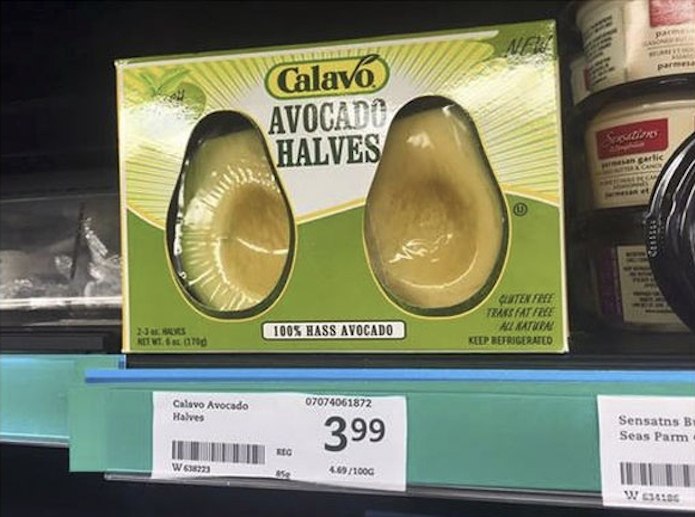 NEW
Calavo
AVOCADO
HALVES
GLUTEN FREE
TRANS FAT FREE
ALL NATURAL
KEEP REFRIGERATED
2-3 oz. HALVES
NET WT. 6 oz. (170g)
100% HASS AVOCADO
Sensations
parmesan garlic
Calavo Avocado
Halves
07074061872
REG
3 99
W 638223
85g
4.69/100G
Sensatns
Seas Parm
W 634186